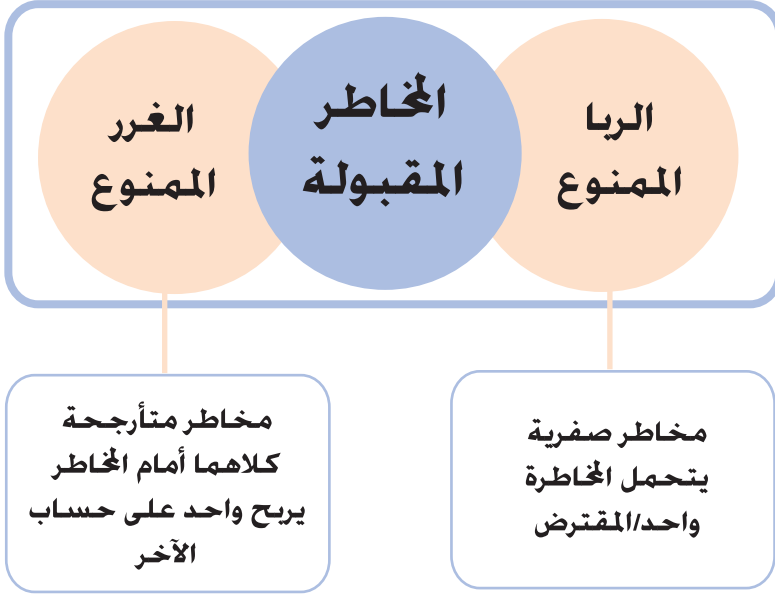 الربا
الممنوع
المخاطر
المقبولة
الغرر
الممنوع
مخاطر صفرية
يتحمل المخاطرة
واحد/المقترض
مخاطر متأرجحة
كلاهما أمام المخاطر
يربح واحد على حساب
الآخر